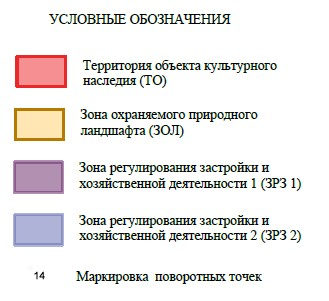 УСЛОВНЫЕ ОБОЗНАЧЕНИЯ
Территория объекта культурного
наследия (ТО)
Зона охраняемого природного
ландшафта (ЗОЛ)
Зона регулирования застройки и
хозяйственной деятельности 1 (ЗРЗ 1)
Зона регулирования застройки и
хозяйственной деятельности 2 (ЗРЗ 2)
14 Маркировка поворотных точек